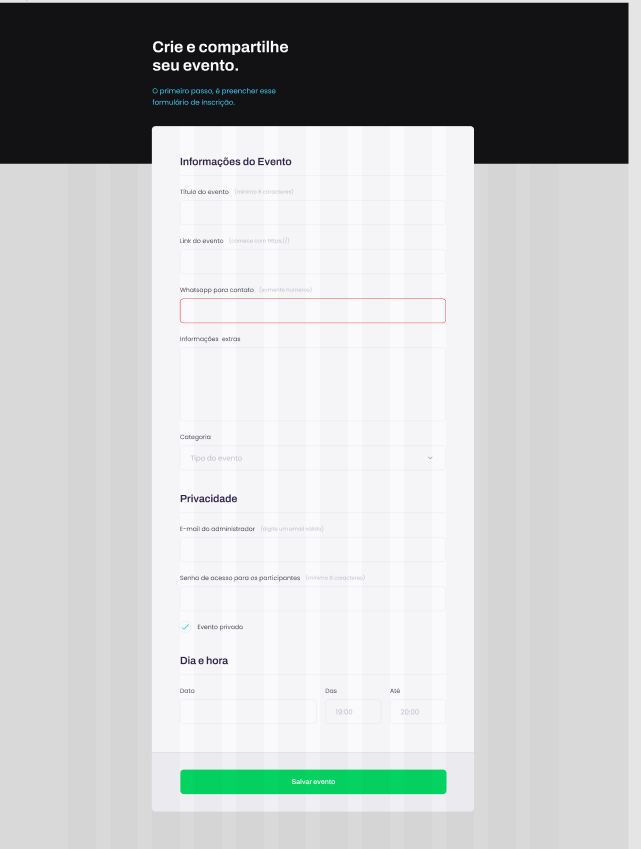 Crie e compartilhe
seu evento.
O primeiro passo, é preencher esse
formulário de inscrição.
Informações do Evento
Título do evento (mínimo 6 caracteres)
Link do evento (comece com https://)
Whatsapp para contato (somente números)
Informações extras
Categoria
Tipo do evento
Privacidade
E-mail do administrador (digite um email válido)
Senha de acesso para os participantes (mínimo 6 caracteres)
Evento privado
Dia e hora
Data Das Até
19:00 20:00
Salvar evento